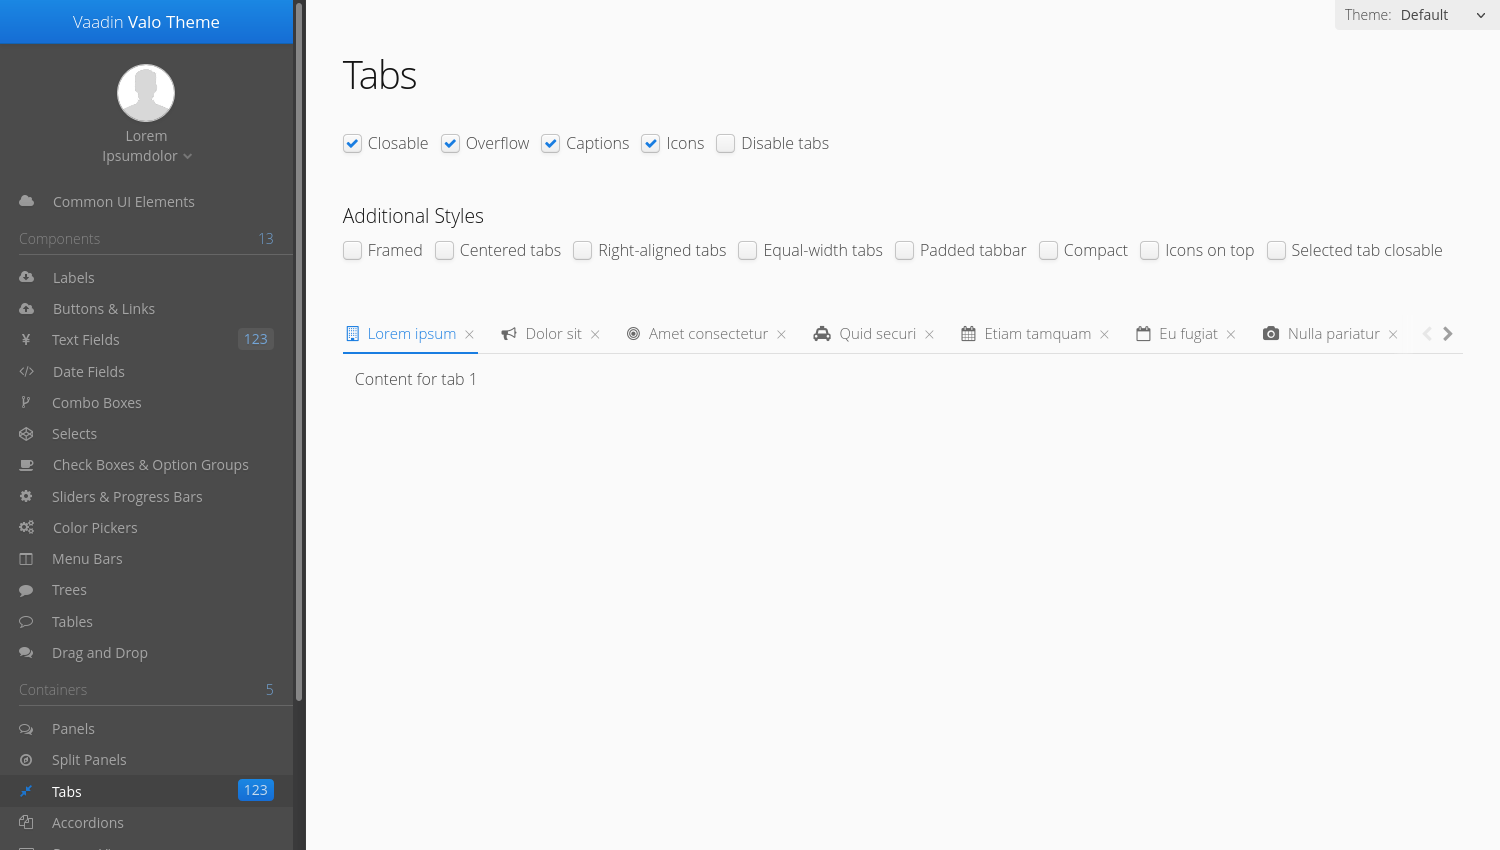 Vaadin Valo Theme
Lorem
Ipsumdolor
Common UI Elements
Components 13
Labels
Buttons & Links
Text Fields 123
Date Fields
Combo Boxes
Selects
Check Boxes & Option Groups
Sliders & Progress Bars
Color Pickers
Menu Bars
Trees
Tables
Drag and Drop
Containers 5
Panels
Split Panels
Tabs 123
Accordions
Theme: Default
Tabs
Closable Overflow Captions Icons Disable tabs
Additional Styles
Framed Centered tabs Right-aligned tabs Equal-width tabs Padded tabbar Compact Icons on top Selected tab closable
Lorem ipsum Dolor sit Amet consectetur Quid securi Etiam tamquam Eu fugiat Nulla pariatur
Content for tab 1